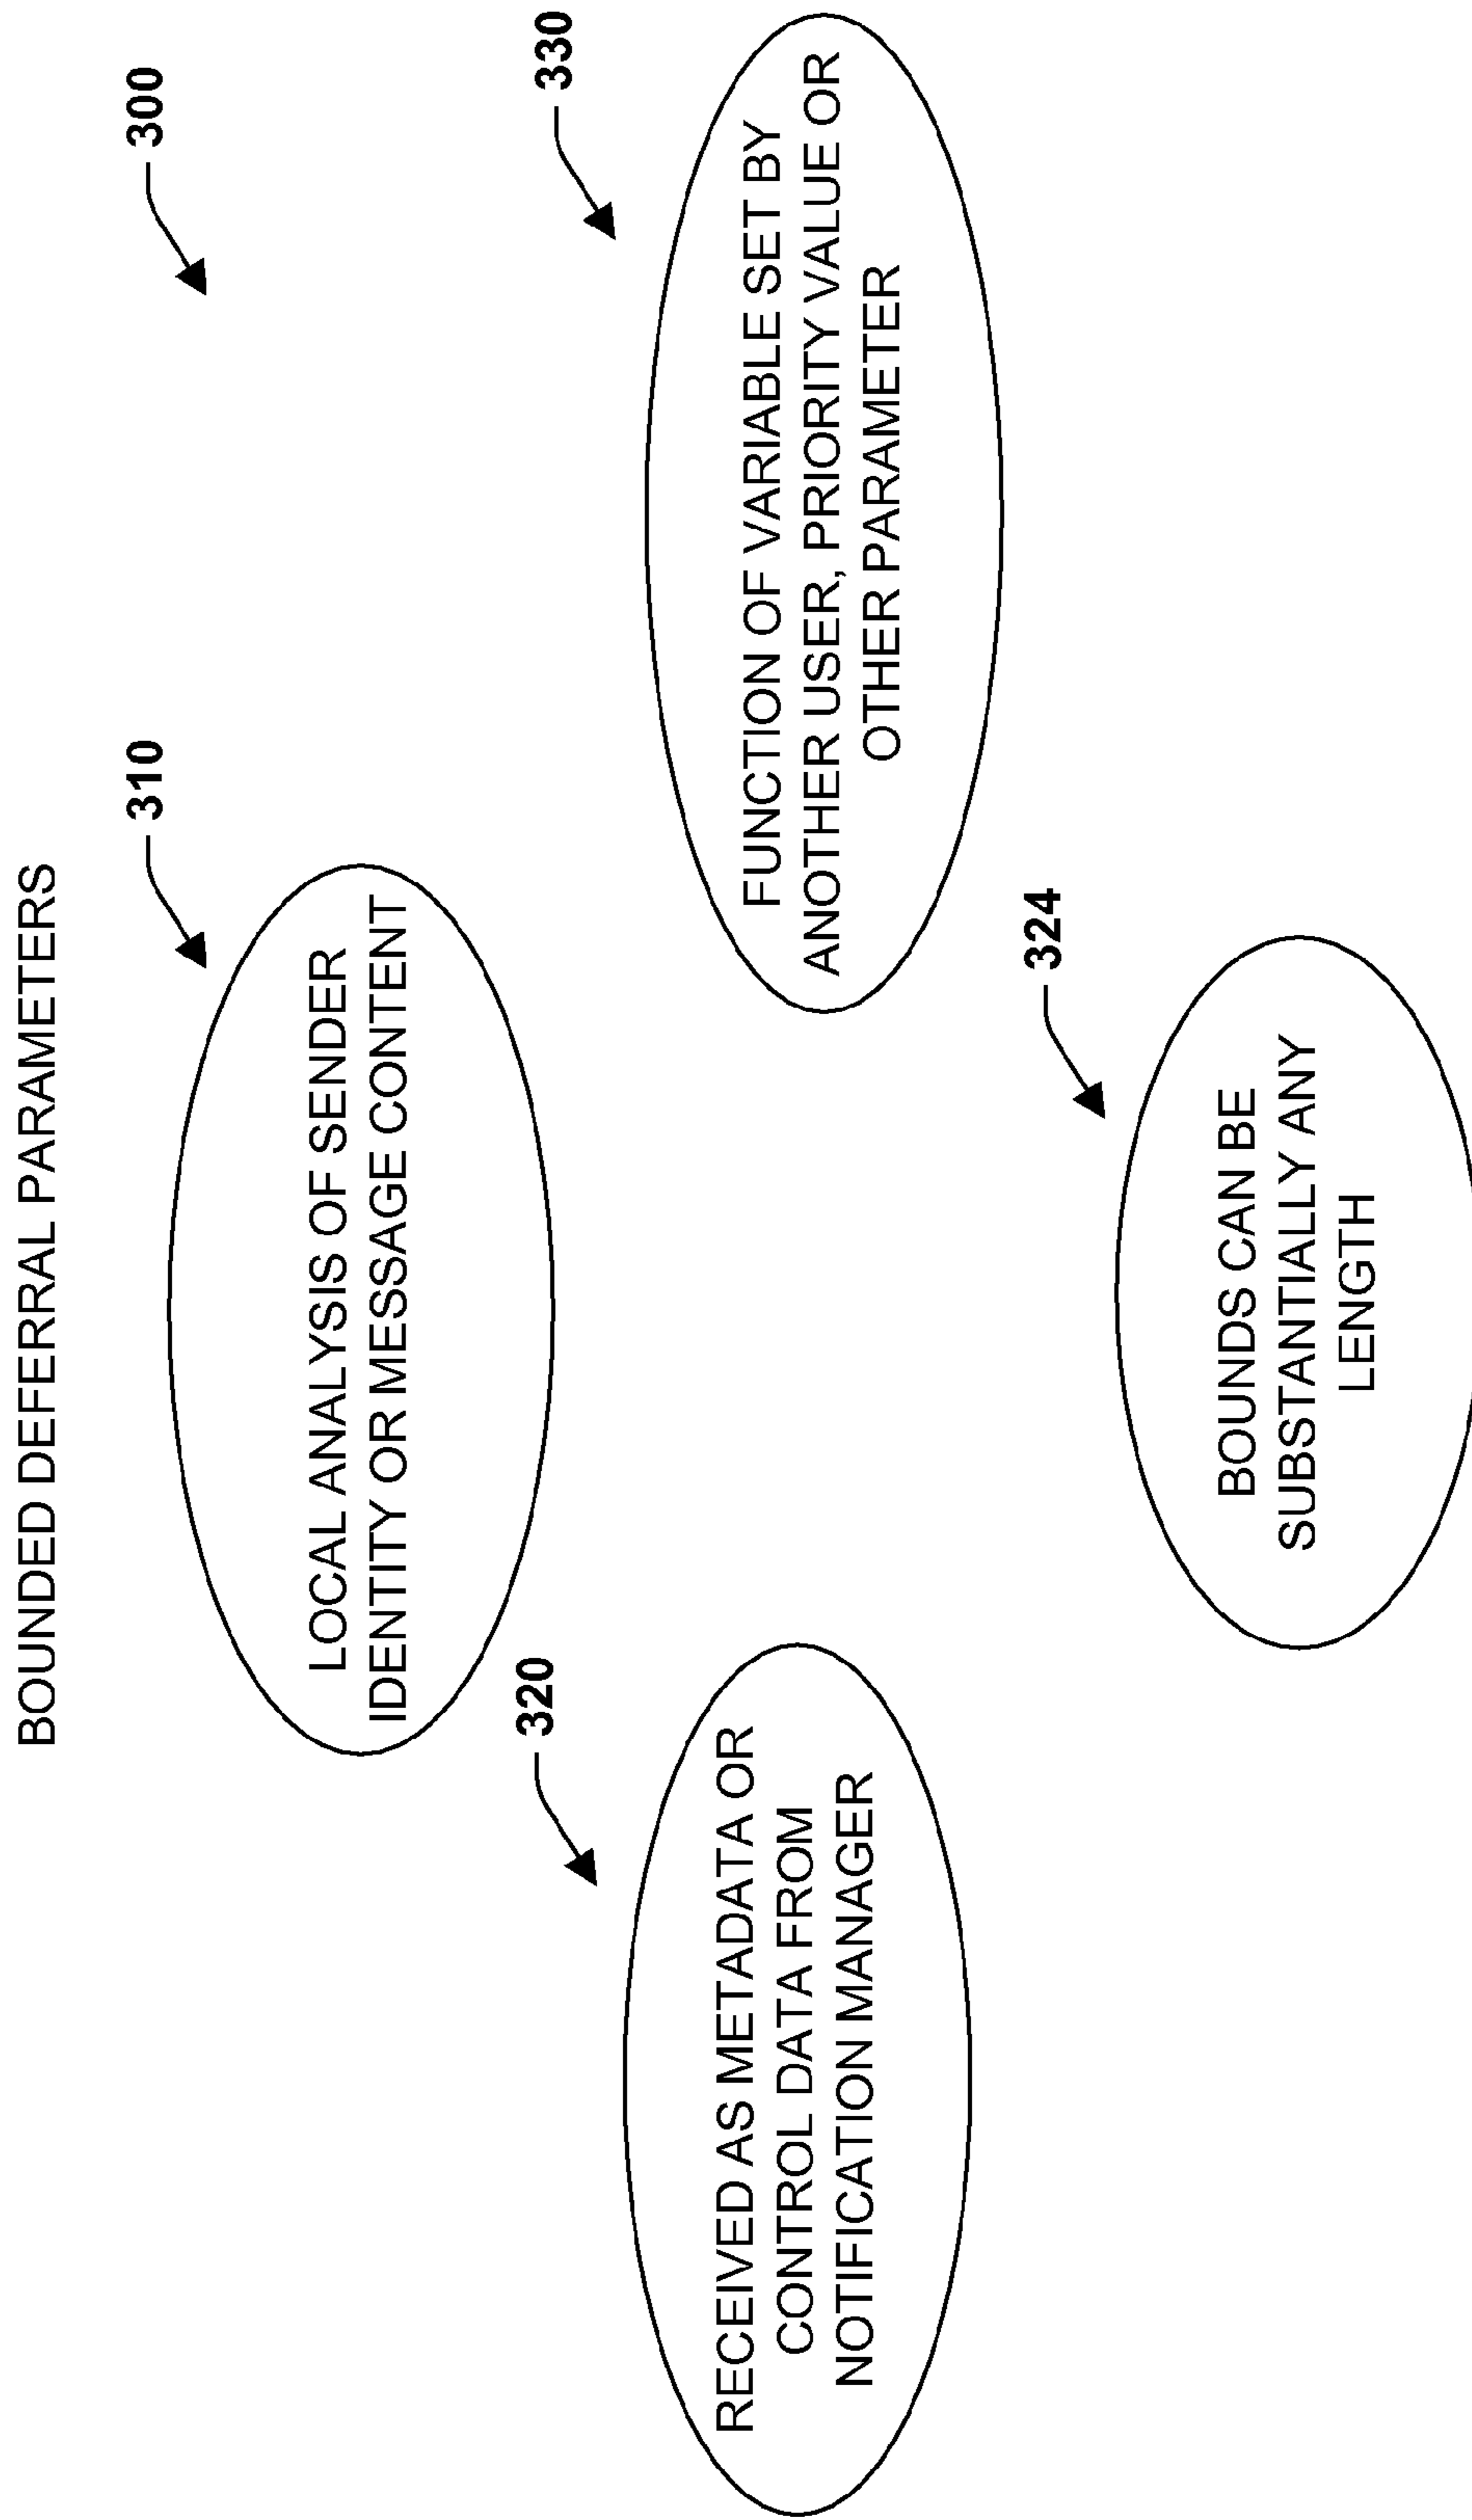 BOUNDED DEFERRAL PARAMETERS
300
310
LOCAL ANALYSIS OF SENDER
IDENTITY OR MESSAGE CONTENT
320
RECEIVED AS METADATA OR
CONTROL DATA FROM
NOTIFICATION MANAGER
330
FUNCTION OF VARIABLE SET BY
ANOTHER USER, PRIORITY VALUE OR
OTHER PARAMETER
324
BOUNDS CAN BE
SUBSTANTIALLY ANY
LENGTH